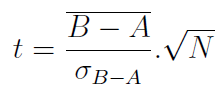 t = \frac{\overline{B - A}}{\sigma_{B-A}} . \sqrt{N}